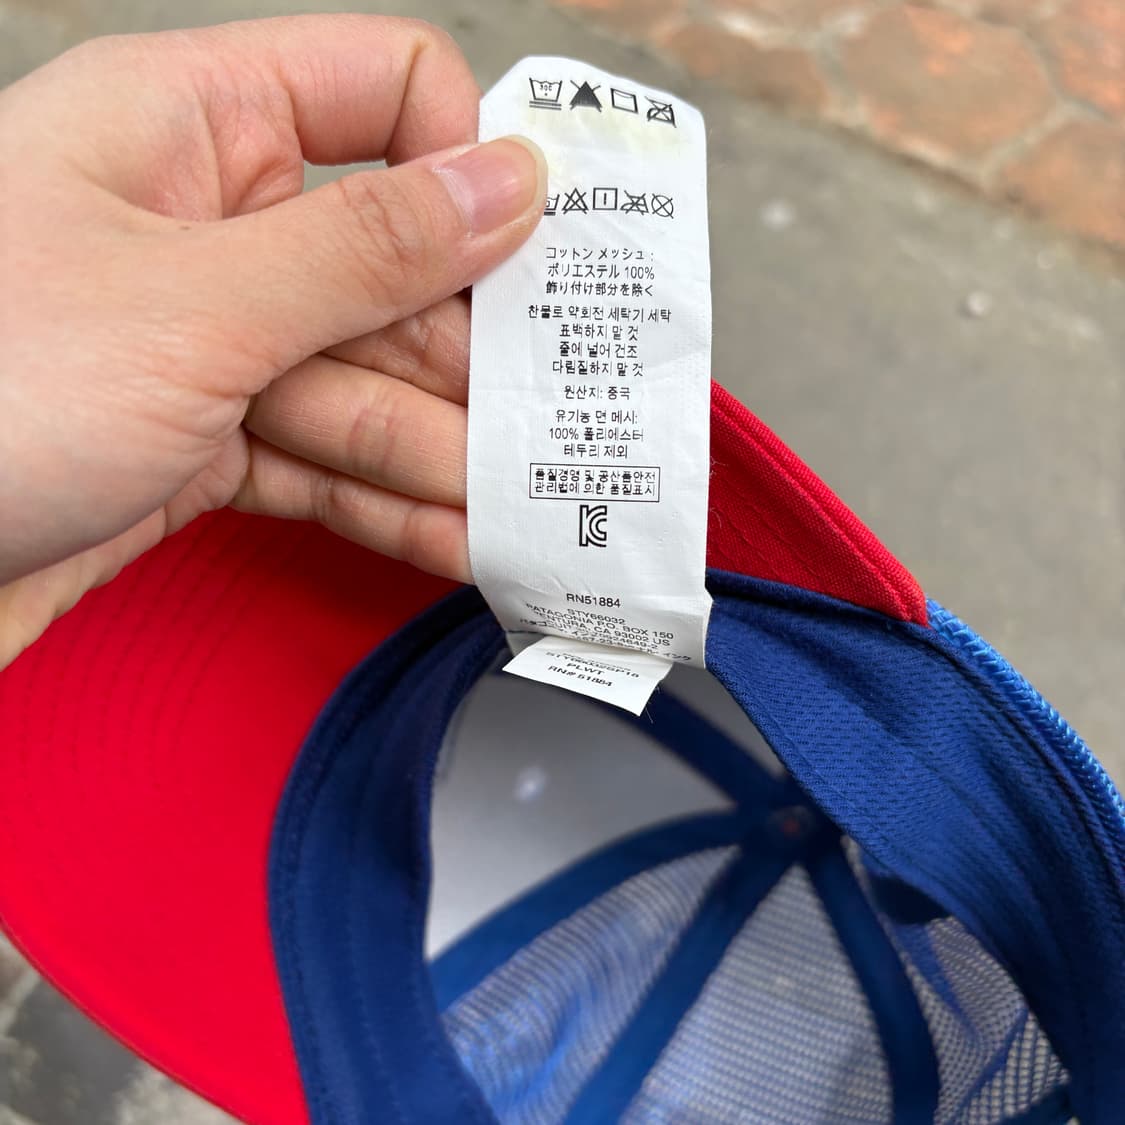 コットン メッシュ :
ポリエステル 100%
飾り付け部分を除く
찬물로 약회전 세탁기 세탁
표백하지 말 것
줄에 널어 건조
다림질하지 말 것
원산지: 중국
유기농 면 메시:
100% 폴리에스터
테두리 제외
품질경영 및 공산품안전
관리법에 의한 품질표시
RN51884
STY66032
PATAGONIA P.O. BOX 150
VENTURA, CA 93002 US
PLWT
RN# 51884